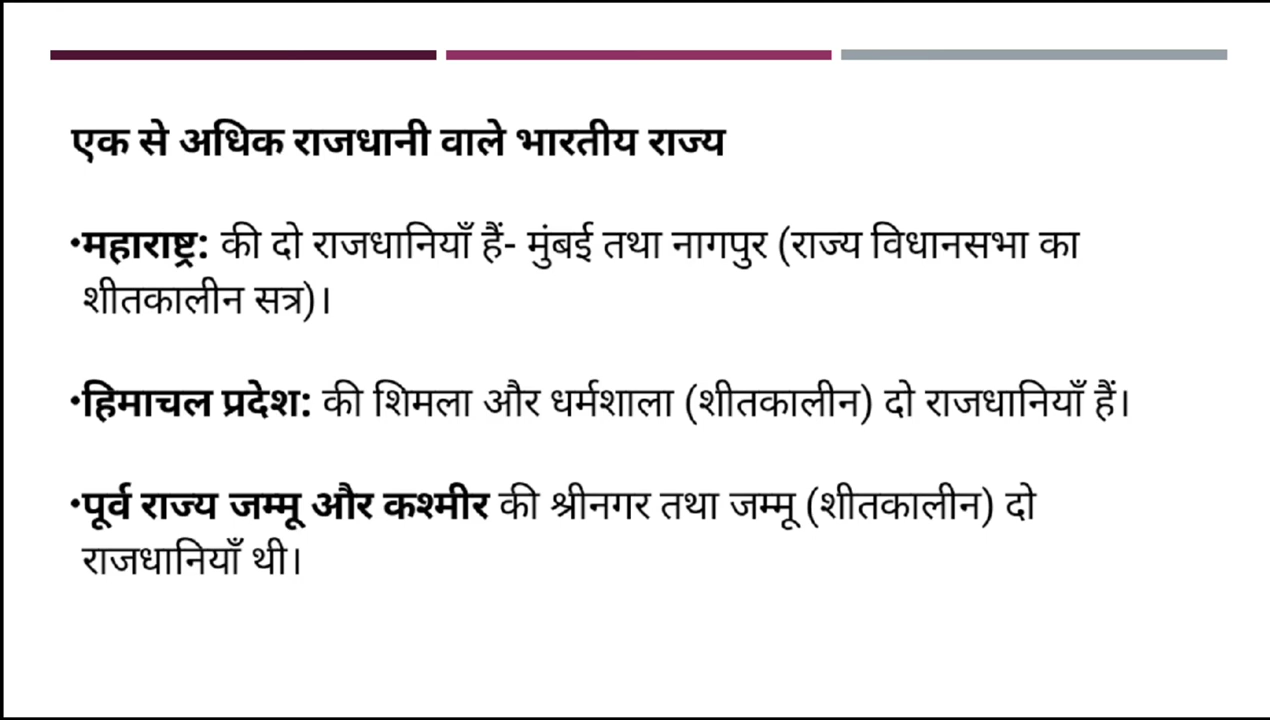 एक से अधिक राजधानी वाले भारतीय राज्य
•महाराष्ट्र: की दो राजधानियाँ हैं- मुंबई तथा नागपुर (राज्य विधानसभा का
शीतकालीन सत्र)।
•हिमाचल प्रदेश: की शिमला और धर्मशाला (शीतकालीन) दो राजधानियाँ हैं।
•पूर्व राज्य जम्मू और कश्मीर की श्रीनगर तथा जम्मू (शीतकालीन) दो
राजधानियाँ थी।